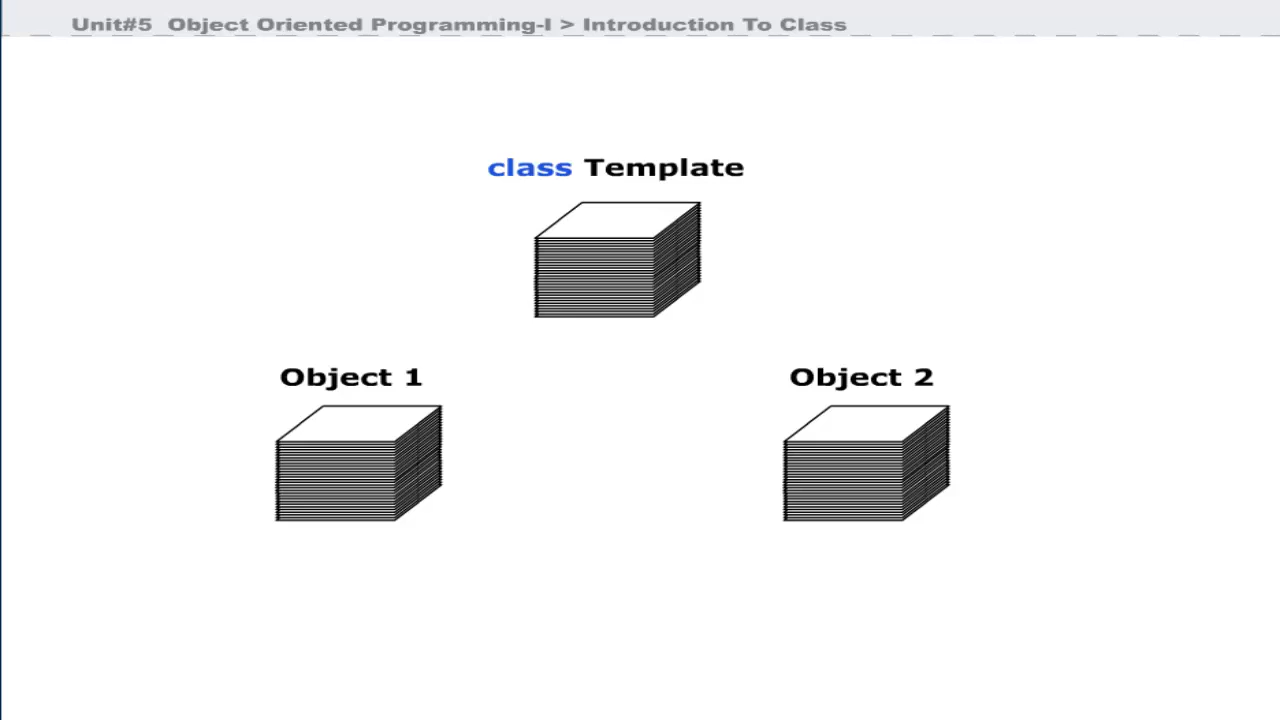 Unit#5 Object Oriented Programming-I > Introduction To Class
class Template
Object 1
Object 2